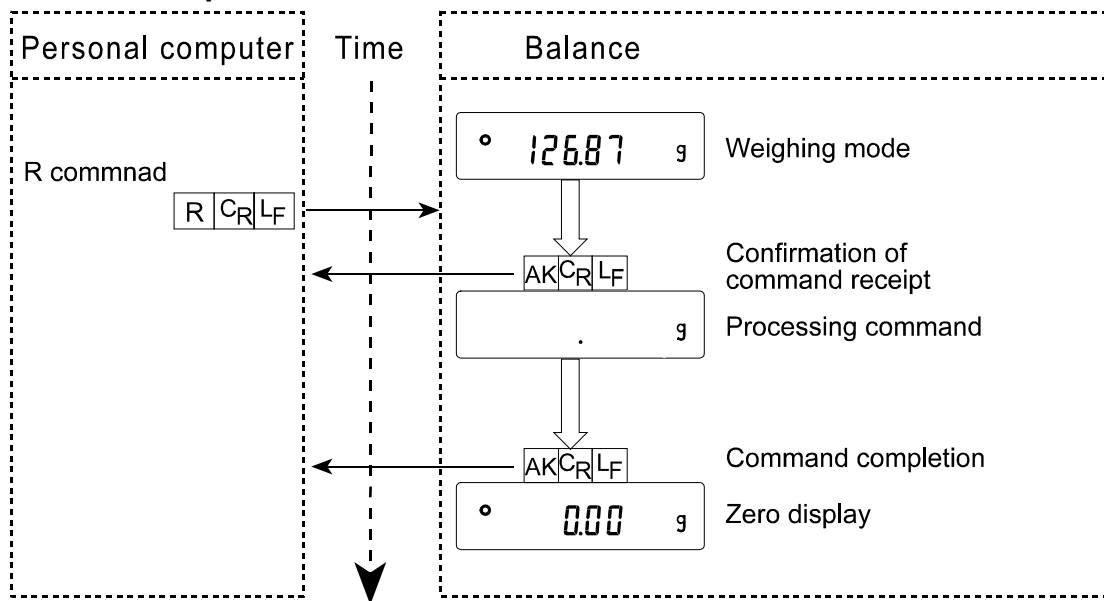 Personal computer Time Balance
126.87 g Weighing mode
R commnad
R CR LF
Confirmation of
command receipt
AK CR LF
. g Processing command
AK CR LF Command completion
0.00 g Zero display